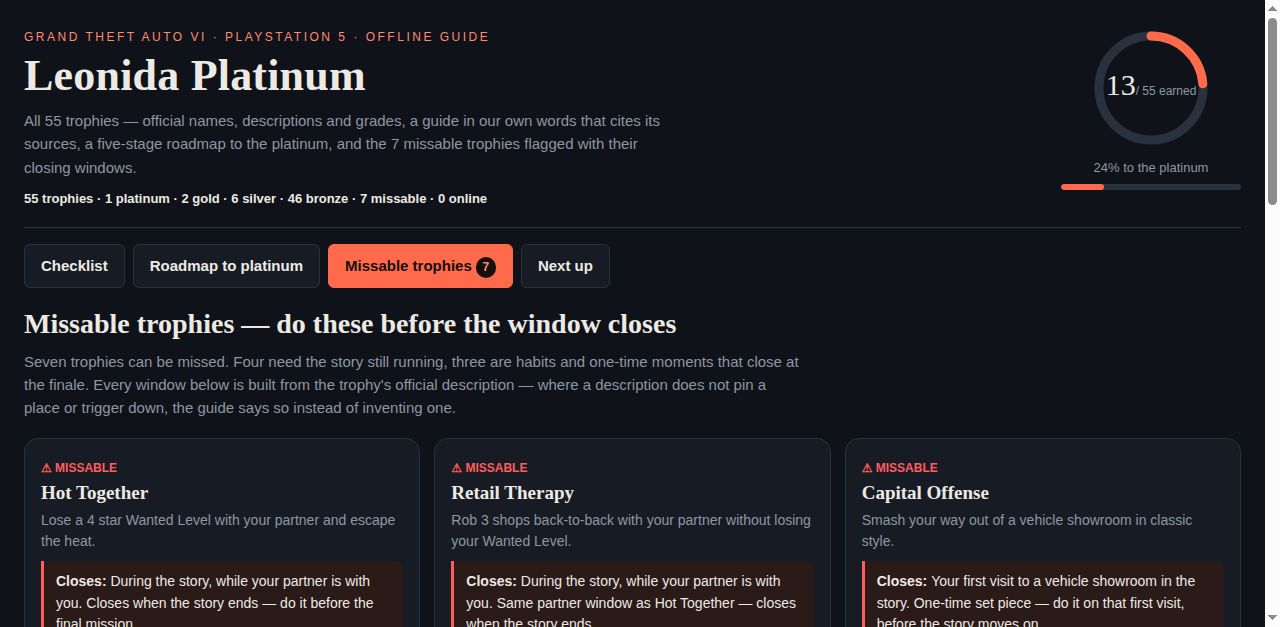 GRAND THEFT AUTO VI · PLAYSTATION 5 · OFFLINE GUIDE
Leonida Platinum
All 55 trophies — official names, descriptions and grades, a guide in our own words that cites its
sources, a five-stage roadmap to the platinum, and the 7 missable trophies flagged with their
closing windows.
55 trophies · 1 platinum · 2 gold · 6 silver · 46 bronze · 7 missable · 0 online
13/ 55 earned
24% to the platinum
Checklist
Roadmap to platinum
Missable trophies 7
Next up
Missable trophies — do these before the window closes
Seven trophies can be missed. Four need the story still running, three are habits and one-time moments that close at
the finale. Every window below is built from the trophy's official description — where a description does not pin a
place or trigger down, the guide says so instead of inventing one.
⚠ MISSABLE
Hot Together
Lose a 4 star Wanted Level with your partner and escape
the heat.
Closes: During the story, while your partner is with
you. Closes when the story ends — do it before the
final mission.
⚠ MISSABLE
Retail Therapy
Rob 3 shops back-to-back with your partner without losing
your Wanted Level.
Closes: During the story, while your partner is with
you. Same partner window as Hot Together — closes
when the story ends.
⚠ MISSABLE
Capital Offense
Smash your way out of a vehicle showroom in classic
style.
Closes: Your first visit to a vehicle showroom in the
story. One-time set piece — do it on that first visit,
before the story moves on.